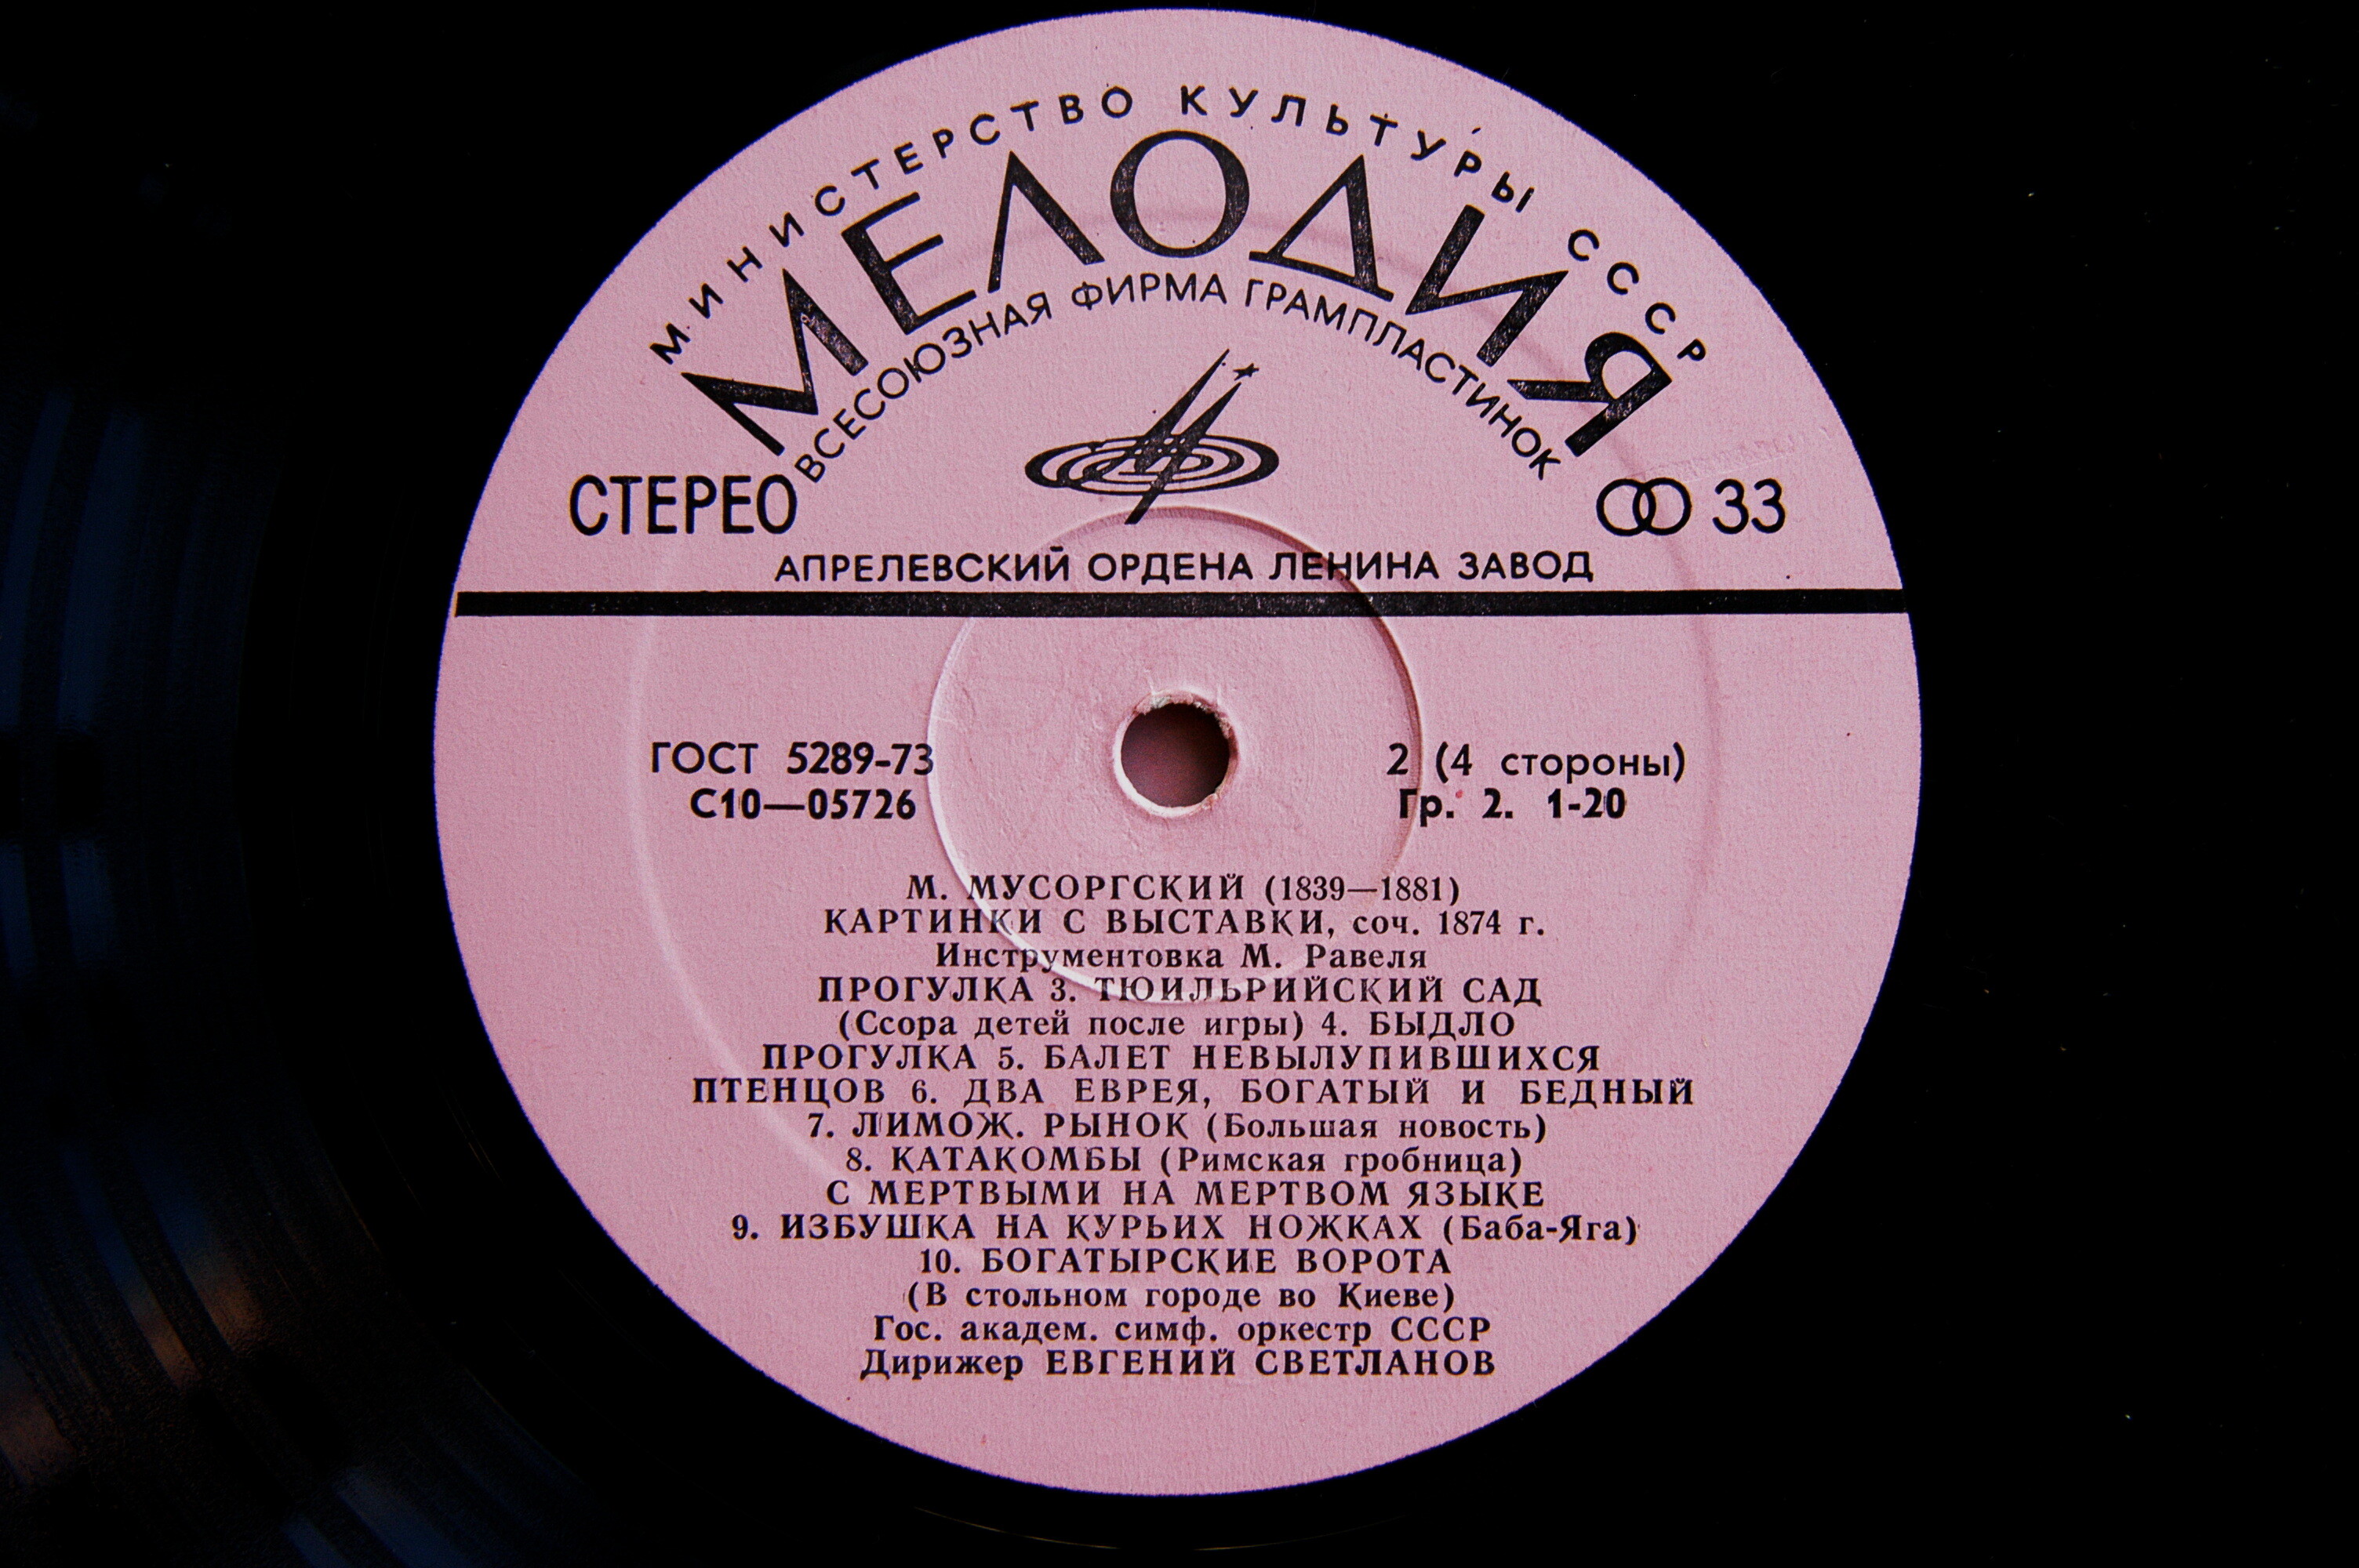 МИНИСТЕРСТВО КУЛЬТУРЫ СССР
МЕЛОДИЯ
ВСЕСОЮЗНАЯ ФИРМА ГРАМПЛАСТИНОК
СТЕРЕО
33
АПРЕЛЕВСКИЙ ОРДЕНА ЛЕНИНА ЗАВОД
ГОСТ 5289-73
С10—05726
2 (4 стороны)
Гр. 2. 1-20
М. МУСОРГСКИЙ (1839—1881)
КАРТИНКИ С ВЫСТАВКИ, соч. 1874 г.
Инструментовка М. Равеля
ПРОГУЛКА 3. ТЮИЛЬРИЙСКИЙ САД
(Ссора детей после игры) 4. БЫДЛО
ПРОГУЛКА 5. БАЛЕТ НЕВЫЛУПИВШИХСЯ
ПТЕНЦОВ 6. ДВА ЕВРЕЯ, БОГАТЫЙ И БЕДНЫЙ
7. ЛИМОЖ. РЫНОК (Большая новость)
8. КАТАКОМБЫ (Римская гробница)
С МЕРТВЫМИ НА МЕРТВОМ ЯЗЫКЕ
9. ИЗБУШКА НА КУРЬИХ НОЖКАХ (Баба-Яга)
10. БОГАТЫРСКИЕ ВОРОТА
(В стольном городе во Киеве)
Гос. академ. симф. оркестр СССР
Дирижер ЕВГЕНИЙ СВЕТЛАНОВ